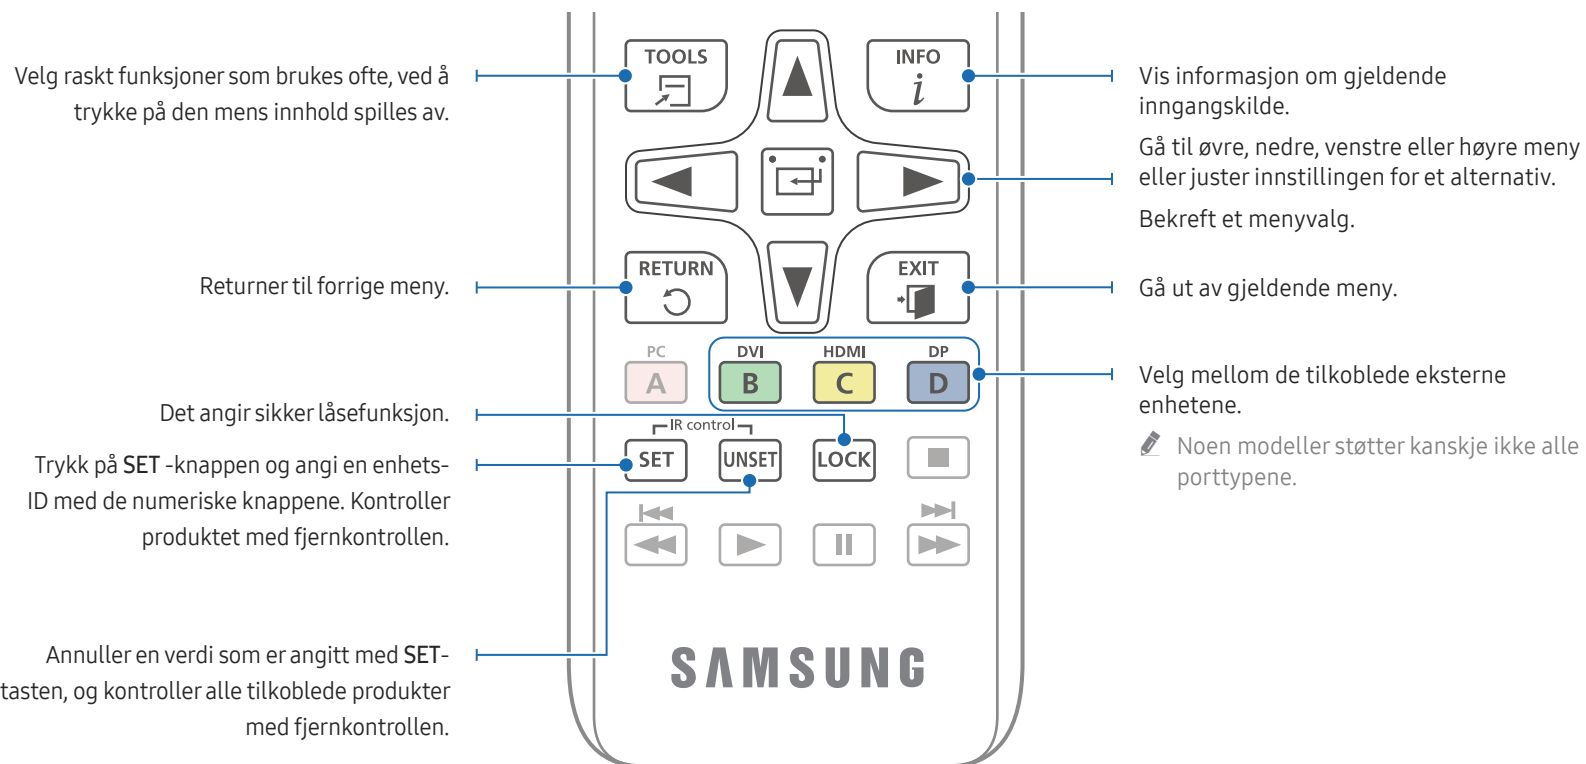 Velg raskt funksjoner som brukes ofte, ved å
trykke på den mens innhold spilles av.
Returner til forrige meny.
Det angir sikker låsefunksjon.
Trykk på SET -knappen og angi en enhets-
ID med de numeriske knappene. Kontroller
produktet med fjernkontrollen.
Annuller en verdi som er angitt med SET-
tasten, og kontroller alle tilkoblede produkter
med fjernkontrollen.
TOOLS
INFO
i
RETURN
EXIT
PC
DVI
HDMI
DP
A
B
C
D
IR control
SET
UNSET
LOCK
SAMSUNG
Vis informasjon om gjeldende
inngangskilde.
Gå til øvre, nedre, venstre eller høyre meny
eller juster innstillingen for et alternativ.
Bekreft et menyvalg.
Gå ut av gjeldende meny.
Velg mellom de tilkoblede eksterne
enhetene.
Noen modeller støtter kanskje ikke alle
porttypene.